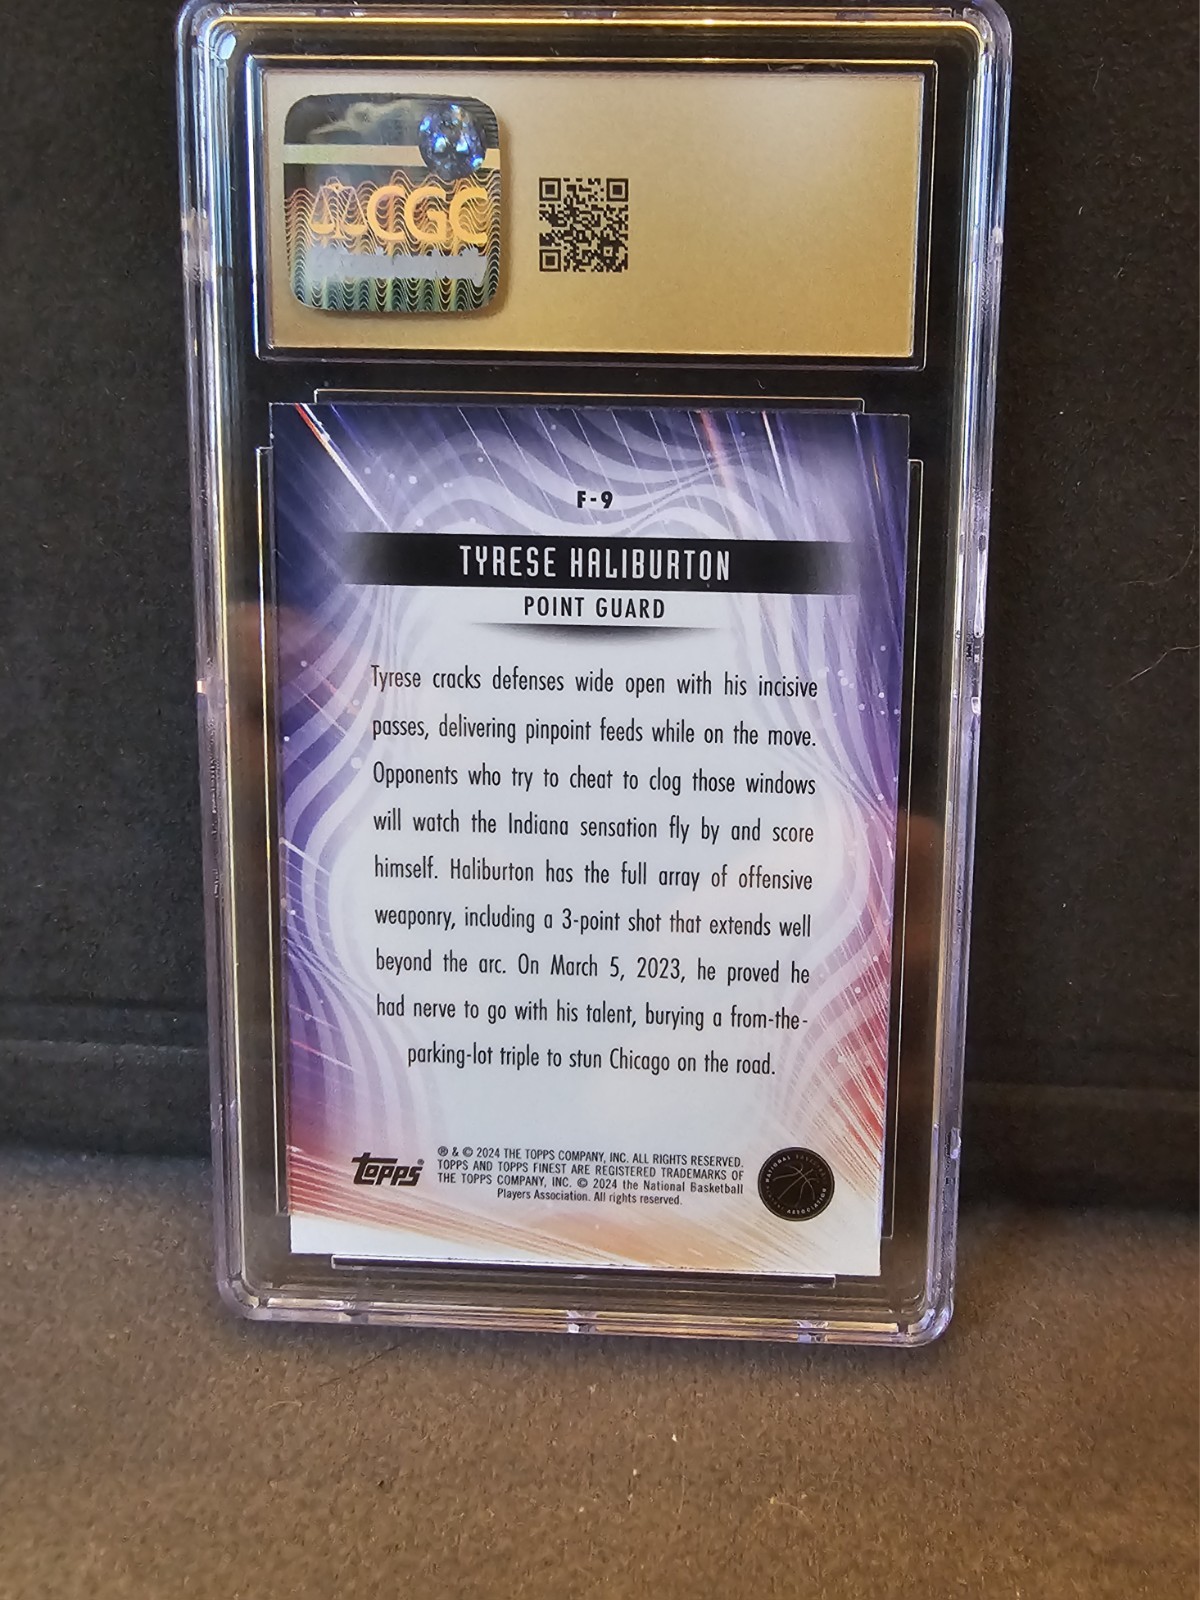 CGC
F-9
TYRESE HALIBURTON
POINT GUARD
Tyrese cracks defenses wide open with his incisive
passes, delivering pinpoint feeds while on the move.
Opponents who try to cheat to clog those windows
will watch the Indiana sensation fly by and score
himself. Haliburton has the full array of offensive
weaponry, including a 3-point shot that extends well
beyond the arc. On March 5, 2023, he proved he
had nerve to go with his talent, burying a from-the-
parking-lot triple to stun Chicago on the road.
topps®
® & © 2024 THE TOPPS COMPANY, INC. ALL RIGHTS RESERVED.
TOPPS AND TOPPS FINEST ARE REGISTERED TRADEMARKS OF
THE TOPPS COMPANY, INC. © 2024 the National Basketball
Players Association. All rights reserved.